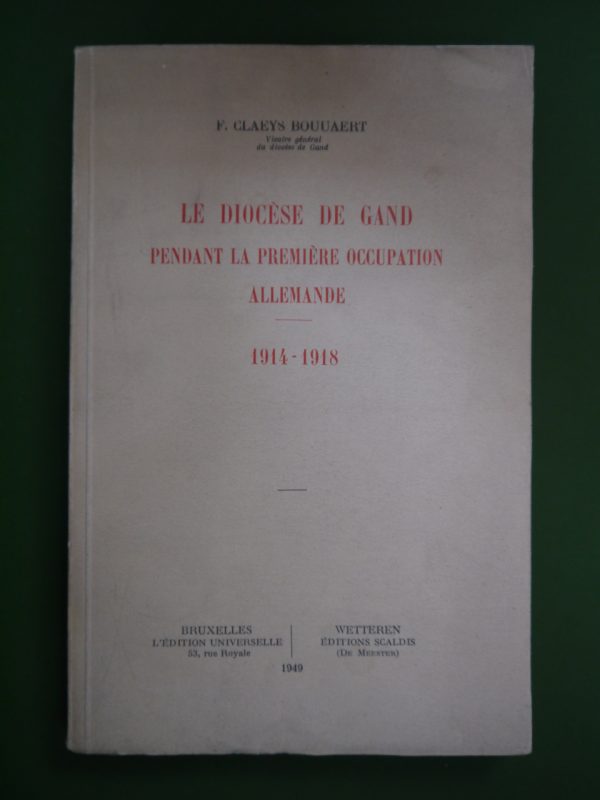 F. CLAEYS BOUUAERT
Vicaire général
du diocèse de Gand
LE DIOCÈSE DE GAND
PENDANT LA PREMIÈRE OCCUPATION
ALLEMANDE
1914-1918
BRUXELLES
L'ÉDITION UNIVERSELLE
53, rue Royale
WETTEREN
ÉDITIONS SCALDIS
(DE MEESTER)
1949